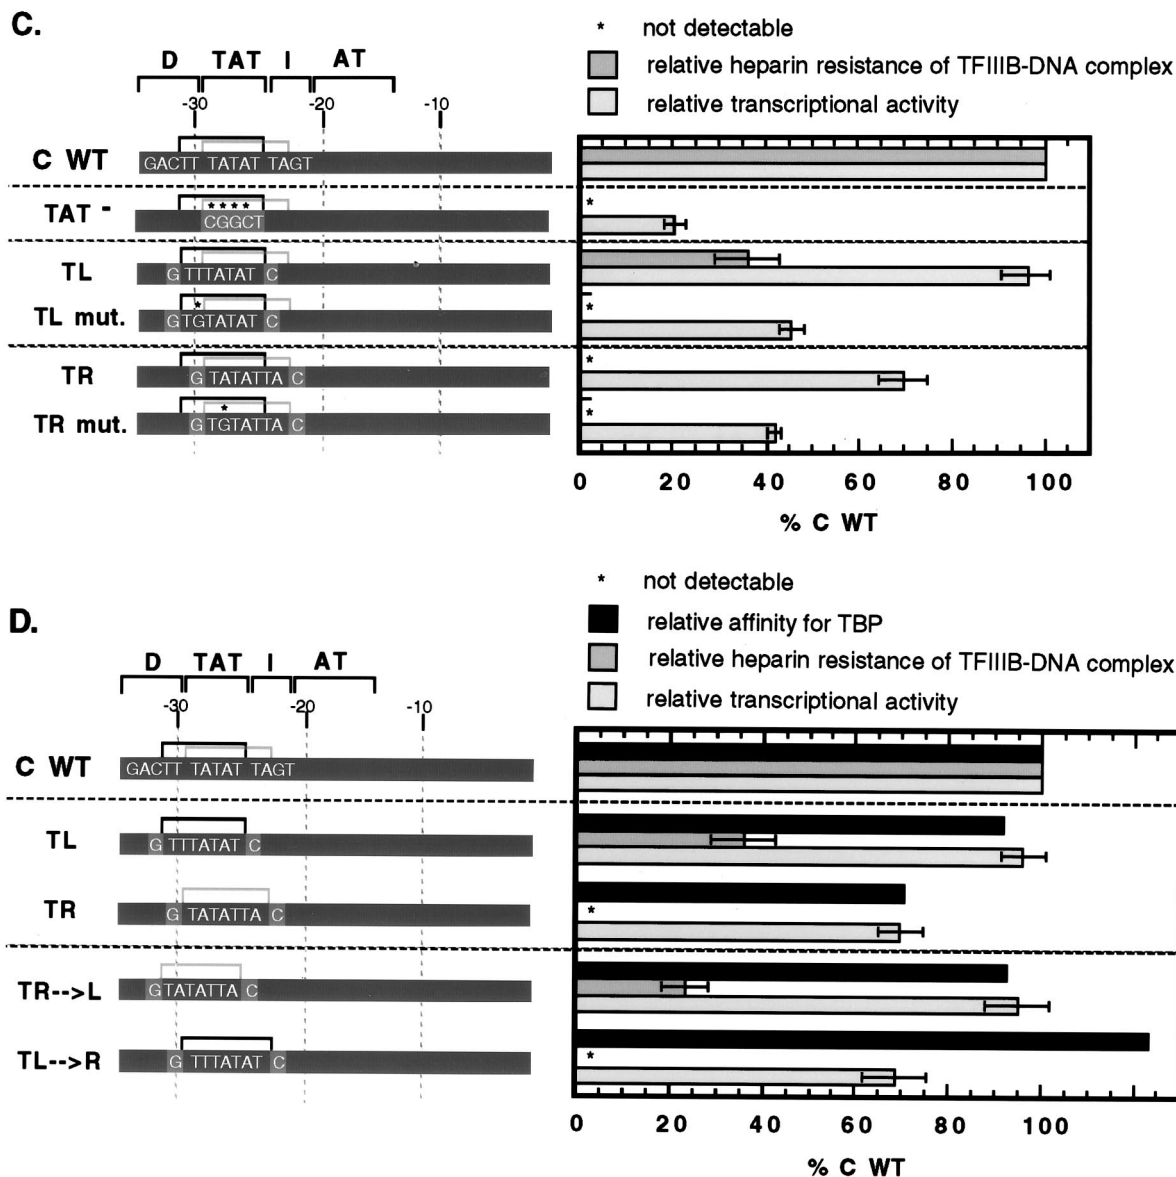 C.
* not detectable
relative heparin resistance of TFIIIB-DNA complex
relative transcriptional activity
D TAT I AT
-30 -20 -10
C WT GACTT TATAT TAGT
TAT - **** CGGCT *
TL G TTTATAT C
TL mut. * GTGTATAT C *
TR G TATATTA C *
TR mut. * G TGTATTA C *
0 20 40 60 80 100
% C WT
D.
* not detectable
relative affinity for TBP
relative heparin resistance of TFIIIB-DNA complex
relative transcriptional activity
D TAT I AT
-30 -20 -10
C WT GACTT TATAT TAGT
TL G TTTATAT C
TR G TATATTA C *
TR-->L GTATATTA C
TL-->R G TTTATAT C *
0 20 40 60 80 100
% C WT